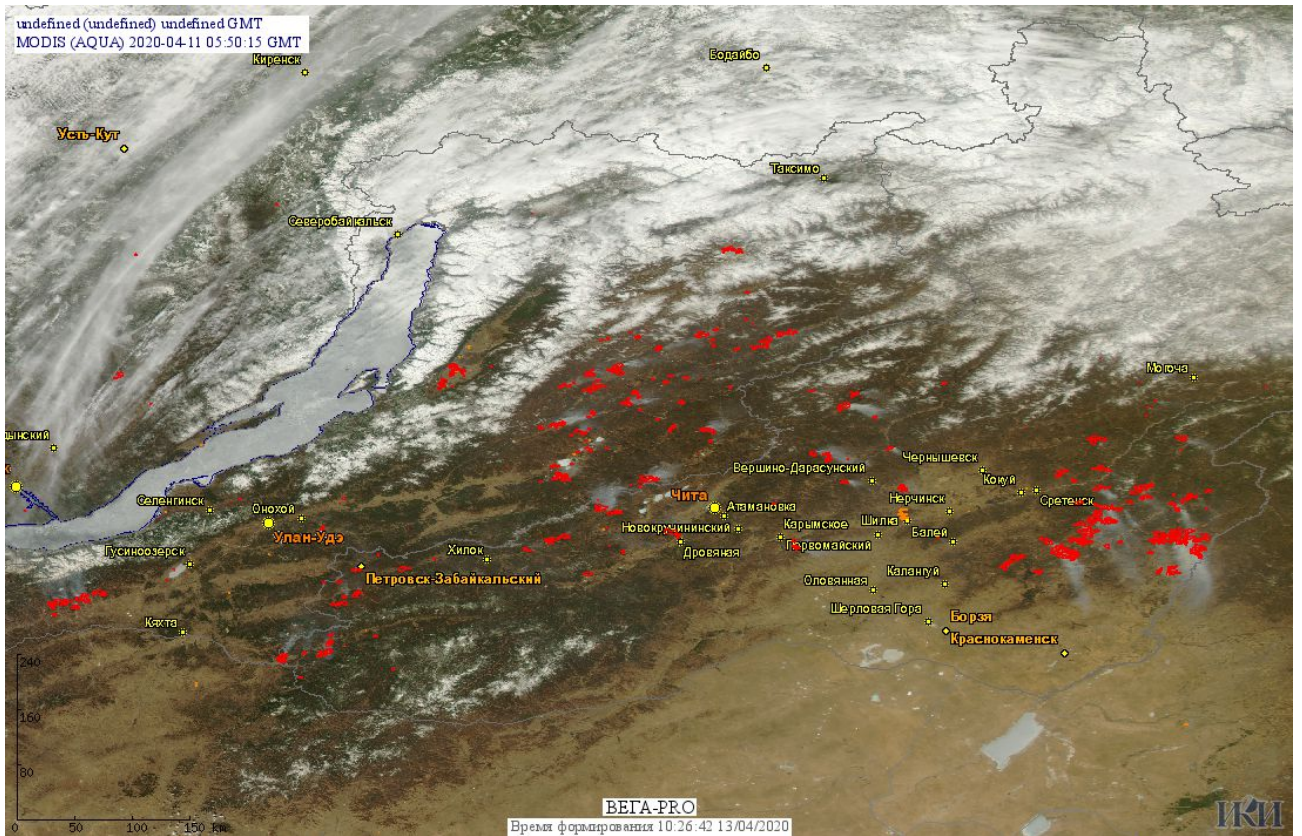 undefined (undefined) undefined GMT
MODIS (AQUA) 2020-04-11 05:50:15 GMT
Киренск
Бодайбо
Усть-Кут
Таксимо
Северобайкальск
Могоча
дынский
к
Вершино-Дарасунский
Чернышевск
Кокуй
Сретенск
Селенгинск
Онохой
Улан-Удэ
Чита
Атамановка
Нерчинск
Новокручининский
Карымское
Шилка
Балей
Первомайский
Гусиноозерск
Хилок
Дровяная
Петровск-Забайкальский
Оловянная
Калангуй
Кяхта
Шерловая Гора
Борзя
Краснокаменск
240
160
80
0
50
100
150
км
ВЕГА-PRO
Время формирования 10:26:42 13/04/2020
ИКИ